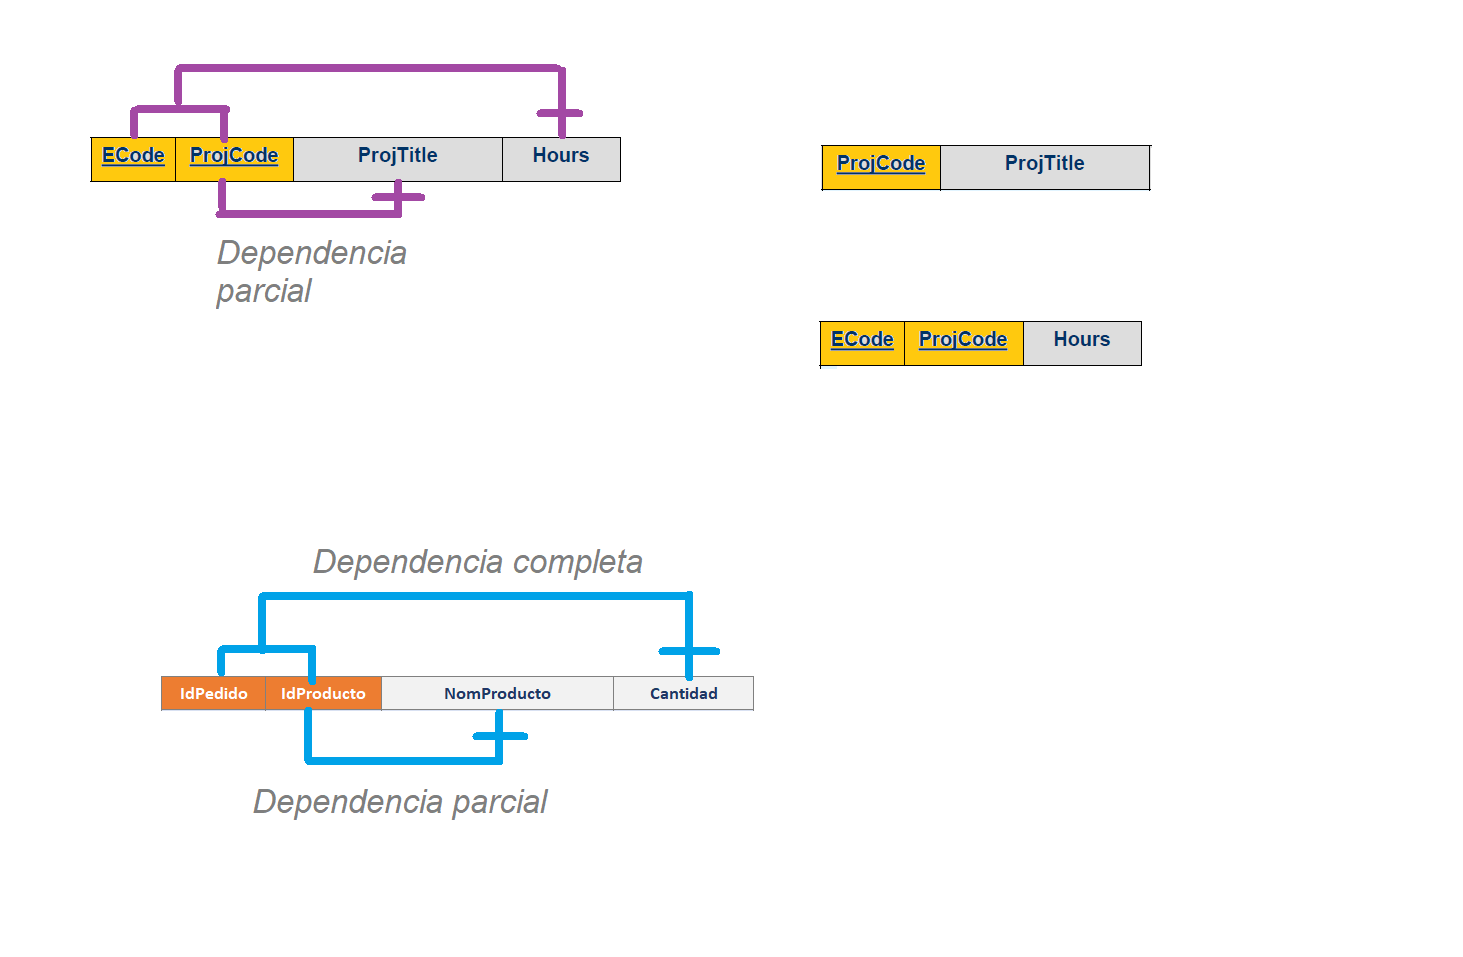 ECode ProjCode ProjTitle Hours
Dependencia
parcial
ProjCode ProjTitle
ECode ProjCode Hours
Dependencia completa
IdPedido IdProducto NomProducto Cantidad
Dependencia parcial